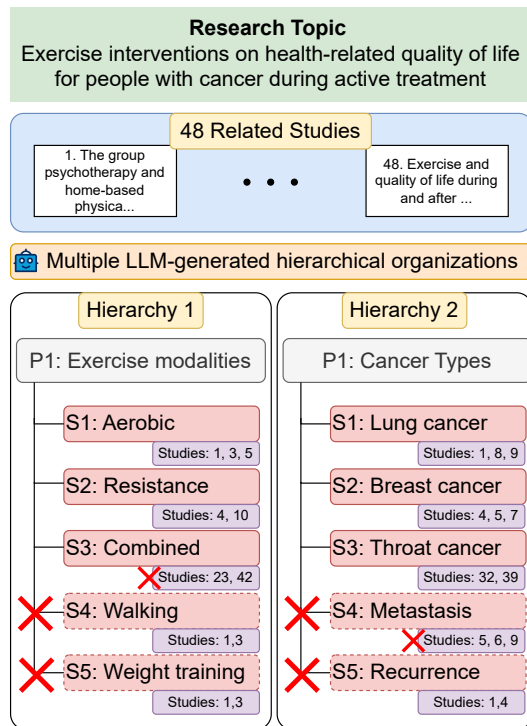 Research Topic
Exercise interventions on health-related quality of life
for people with cancer during active treatment
48 Related Studies
1. The group
psychotherapy and
home-based
physica...
• • •
48. Exercise and
quality of life during
and after ...
Multiple LLM-generated hierarchical organizations
Hierarchy 1
P1: Exercise modalities
S1: Aerobic
Studies: 1, 3, 5
S2: Resistance
Studies: 4, 10
S3: Combined
Studies: 23, 42
S4: Walking
Studies: 1,3
S5: Weight training
Studies: 1,3
Hierarchy 2
P1: Cancer Types
S1: Lung cancer
Studies: 1, 8, 9
S2: Breast cancer
Studies: 4, 5, 7
S3: Throat cancer
Studies: 32, 39
S4: Metastasis
Studies: 5, 6, 9
S5: Recurrence
Studies: 1,4